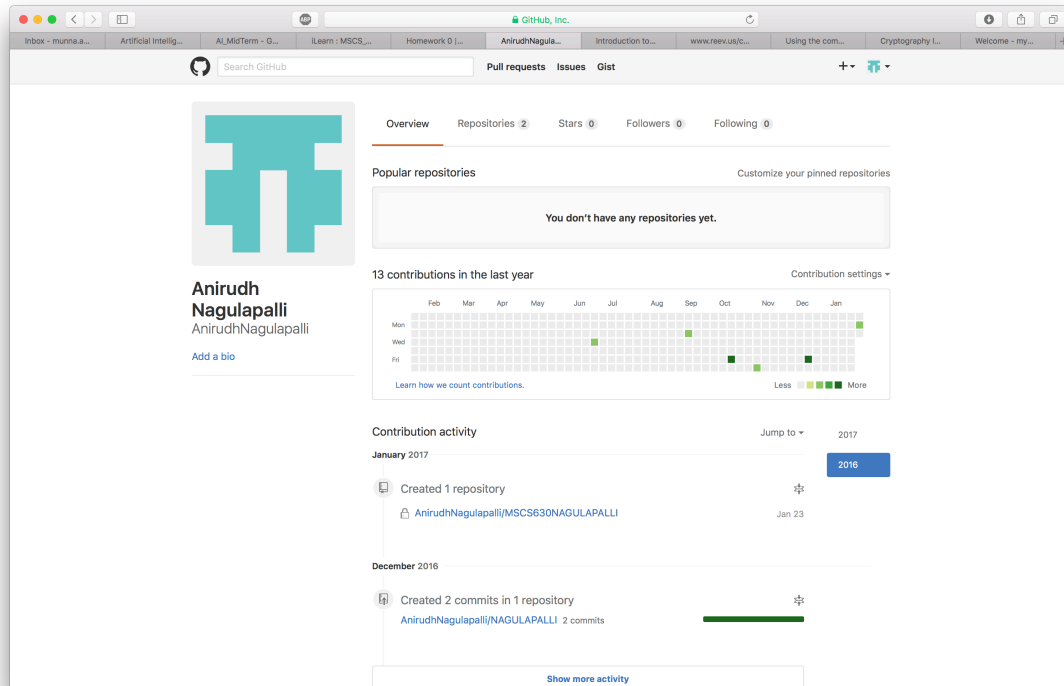 ABP
GitHub, Inc.
Inbox - munna.a...
Artificial Intellig...
AI_MidTerm - G...
iLearn : MSCS_...
Homework 0 |...
AnirudhNagula...
Introduction to...
www.reev.us/c...
Using the com...
Cryptography I...
Welcome - my...
Search GitHub
Pull requests Issues Gist
Overview Repositories 2 Stars 0 Followers 0 Following 0
Popular repositories
Customize your pinned repositories
You don't have any repositories yet.
Anirudh
Nagulapalli
AnirudhNagulapalli
Add a bio
13 contributions in the last year
Contribution settings
Feb Mar Apr May Jun Jul Aug Sep Oct Nov Dec Jan
Mon
Wed
Fri
Learn how we count contributions.
Less More
Contribution activity
Jump to
2017
2016
January 2017
Created 1 repository
AnirudhNagulapalli/MSCS630NAGULAPALLI
Jan 23
December 2016
Created 2 commits in 1 repository
AnirudhNagulapalli/NAGULAPALLI 2 commits
Show more activity